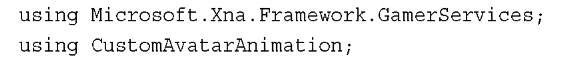 using Microsoft.Xna.Framework.GamerServices;
using CustomAvatarAnimation;